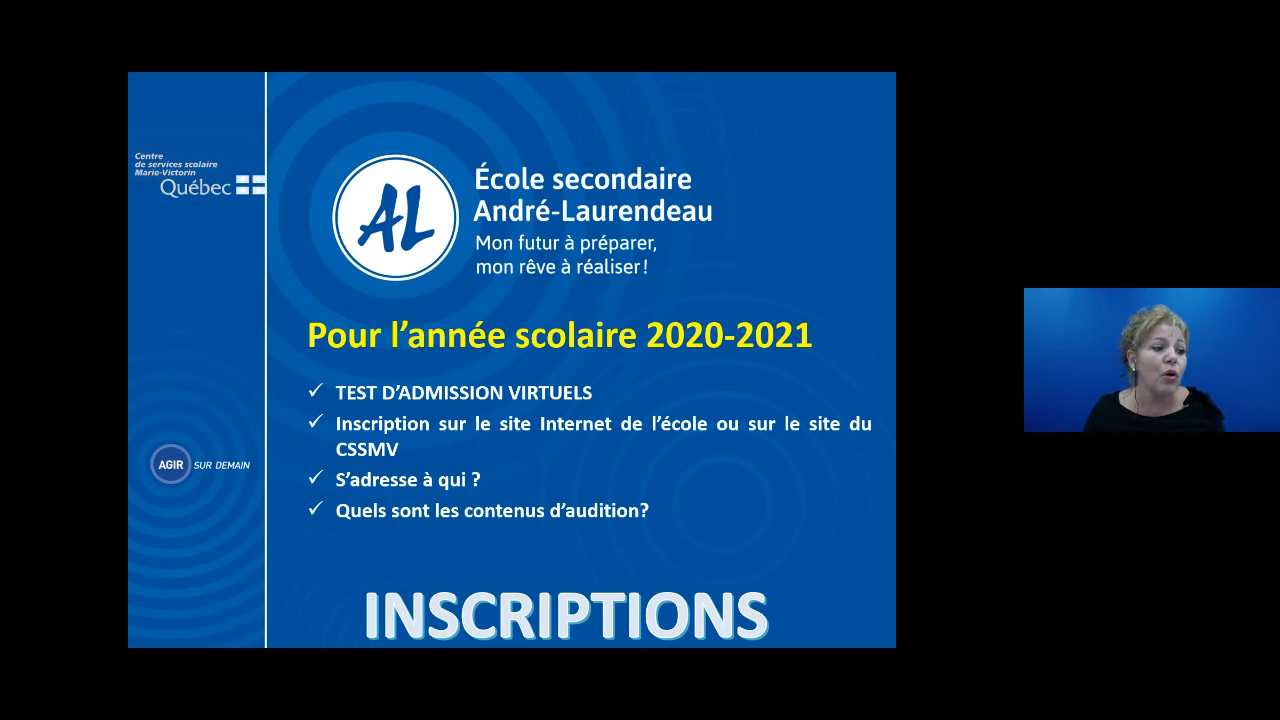 Centre
de services scolaire
Marie-Victorin
Québec
AL
École secondaire
André-Laurendeau
Mon futur à préparer,
mon rêve à réaliser!
Pour l’année scolaire 2020-2021
✓ TEST D’ADMISSION VIRTUELS
✓ Inscription sur le site Internet de l’école ou sur le site du
CSSMV
✓ S’adresse à qui ?
✓ Quels sont les contenus d’audition?
AGIR SUR DEMAIN
INSCRIPTIONS